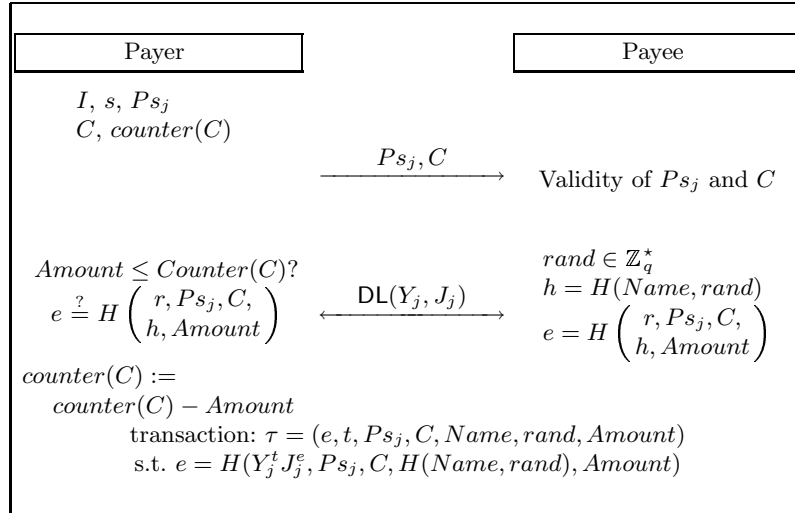 Payer Payee
I, s, Ps_j
C, counter(C)
Ps_j, C
Validity of Ps_j and C
Amount ≤ Counter(C)?
e ?= H ( r, Ps_j, C,
h, Amount )
DL(Y_j, J_j)
rand ∈ ℤ_q^⋆
h = H(Name, rand)
e = H ( r, Ps_j, C,
h, Amount )
counter(C) :=
counter(C) − Amount
transaction: τ = (e, t, Ps_j, C, Name, rand, Amount)
s.t. e = H(Y_j^t J_j^e, Ps_j, C, H(Name, rand), Amount)